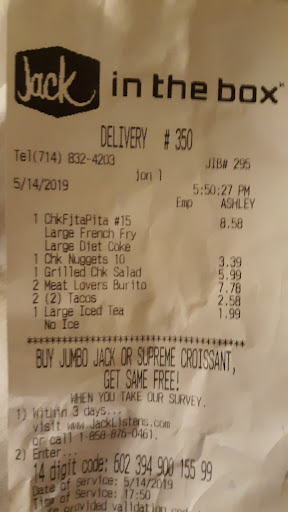 Jack in the box
DELIVERY # 350
Tel(714) 832-4203
JIB# 295
jon 1
5/14/2019
5:50:27 PM
Emp ASHLEY
1 ChkFjtaPita #15 8.58
Large French Fry
Large Diet Coke
1 Chk Nuggets 10 3.39
1 Grilled Chk Salad 5.99
2 Meat Lovers Burito 7.78
2 (2) Tacos 2.58
1 Large Iced Tea 1.99
No Ice
****************************************
BUY JUMBO JACK OR SUPREME CROISSANT,
GET SAME FREE!
WHEN YOU TAKE OUR SURVEY.
1) Within 3 days...
visit www.JackListens.com
or call 1-858-876-0461.
2) Enter...
14 digit code: 602 394 900 155 99
Date of Service: 5/14/2019
Time of Service: 17:50
provided validation